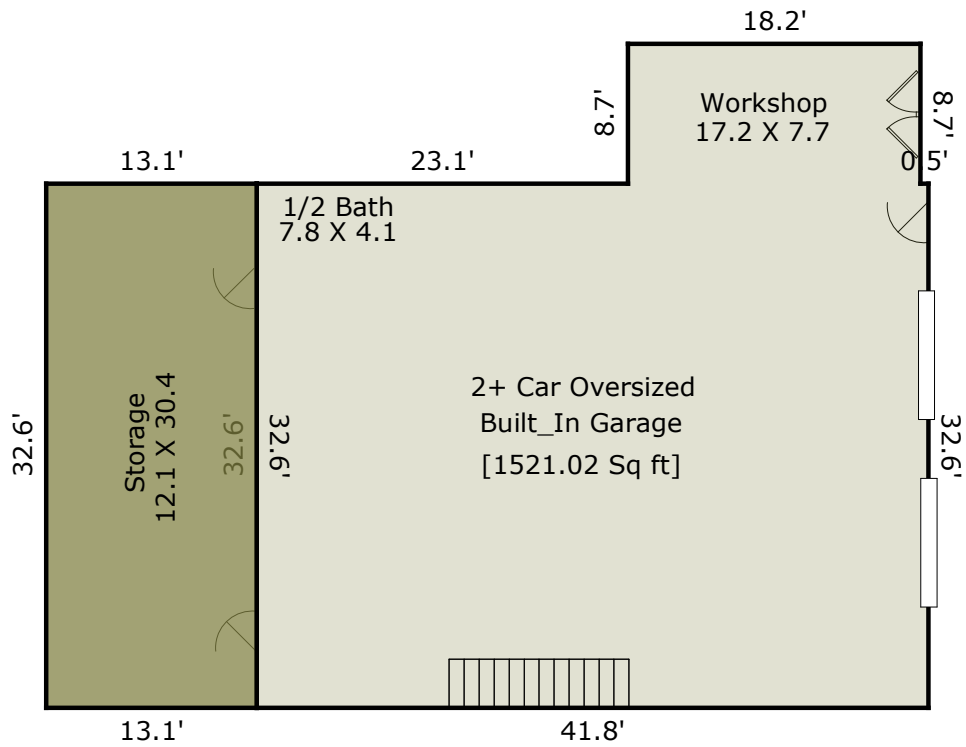 18.2'
8.7'
Workshop
17.2 X 7.7
8.7'
0.5'
13.1'
23.1'
1/2 Bath
7.8 X 4.1
32.6'
Storage
12.1 X 30.4
32.6'
32.6'
2+ Car Oversized
Built_In Garage
[1521.02 Sq ft]
32.6'
13.1'
41.8'